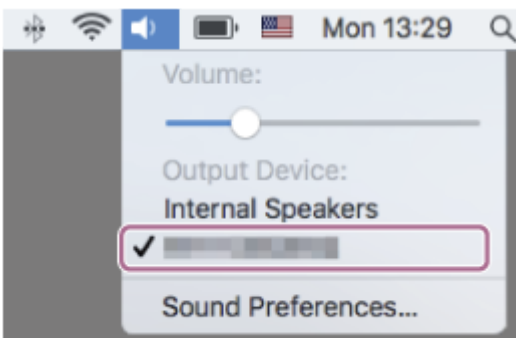 Mon 13:29
Volume:
Output Device:
Internal Speakers
Sound Preferences...